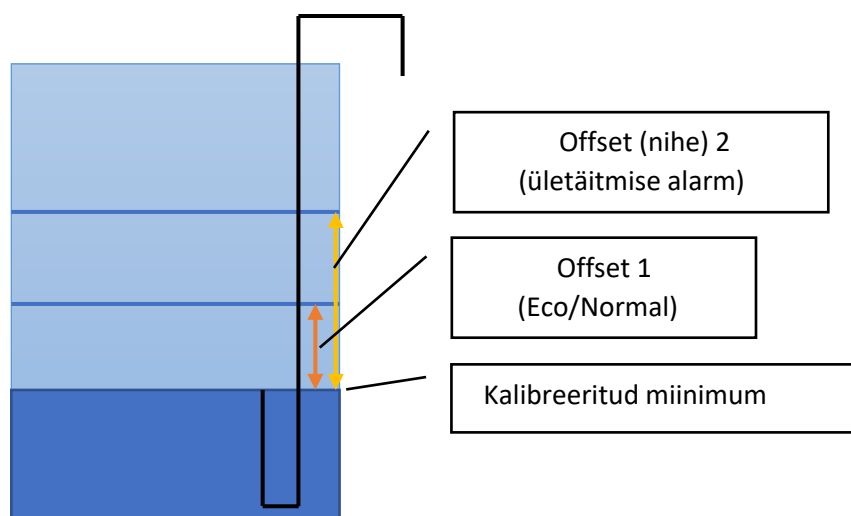 Offset (nihe) 2
(ületäitmise alarm)
Offset 1
(Eco/Normal)
Kalibreeritud miinimum